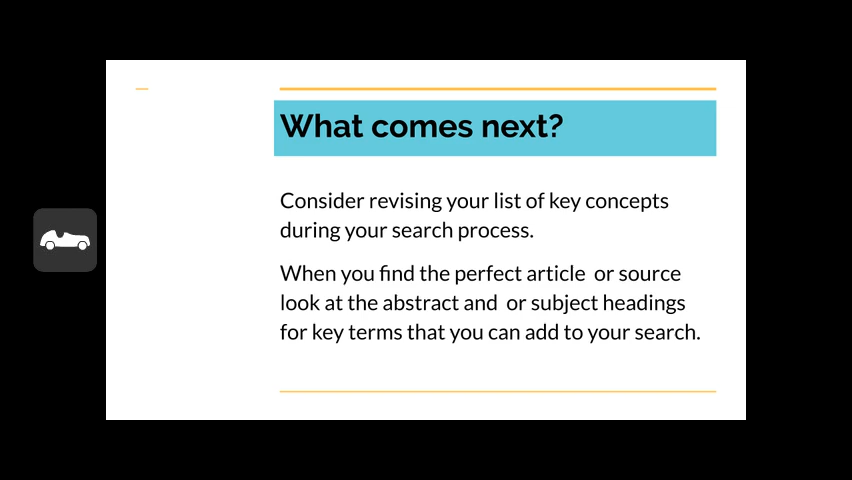 What comes next?
Consider revising your list of key concepts
during your search process.
When you find the perfect article  or source
look at the abstract and  or subject headings
for key terms that you can add to your search.